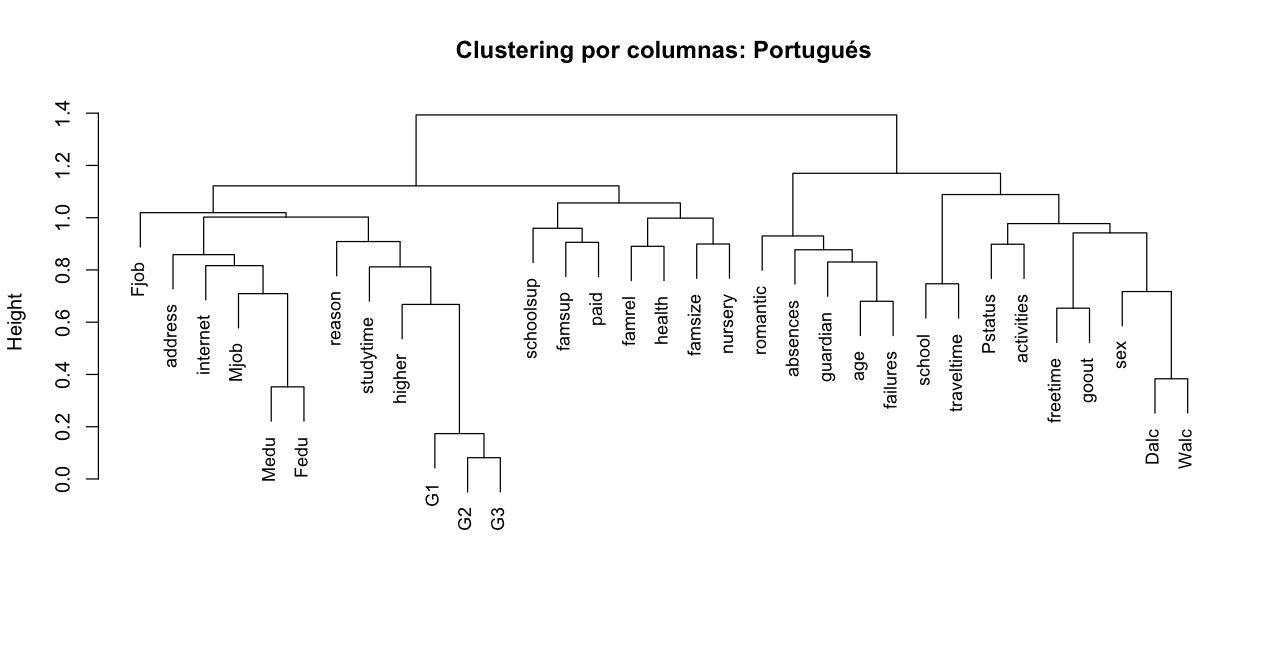 Clustering por columnas: Portugués
Height
1.4
1.2
1.0
0.8
0.6
0.4
0.2
0.0
Fjob
address
internet
Mjob
Medu
Fedu
reason
studytime
higher
G1
G2
G3
schoolsup
famsup
paid
famrel
health
famsize
nursery
romantic
absences
guardian
age
failures
school
traveltime
Pstatus
activities
freetime
goout
sex
Dalc
Walc